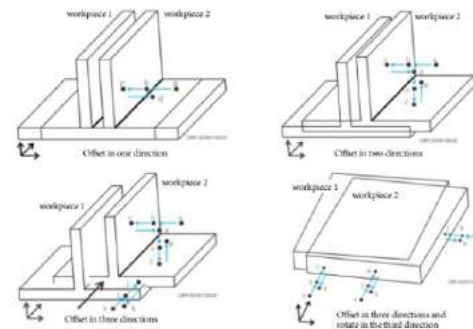 workpiece 1 workpiece 2
Offset in one direction
workpiece 1 workpiece 2
Offset in two directions
workpiece 1
workpiece 2
Offset in three directions
workpiece 1
workpiece 2
Offset in three directions and
rotate in the third direction